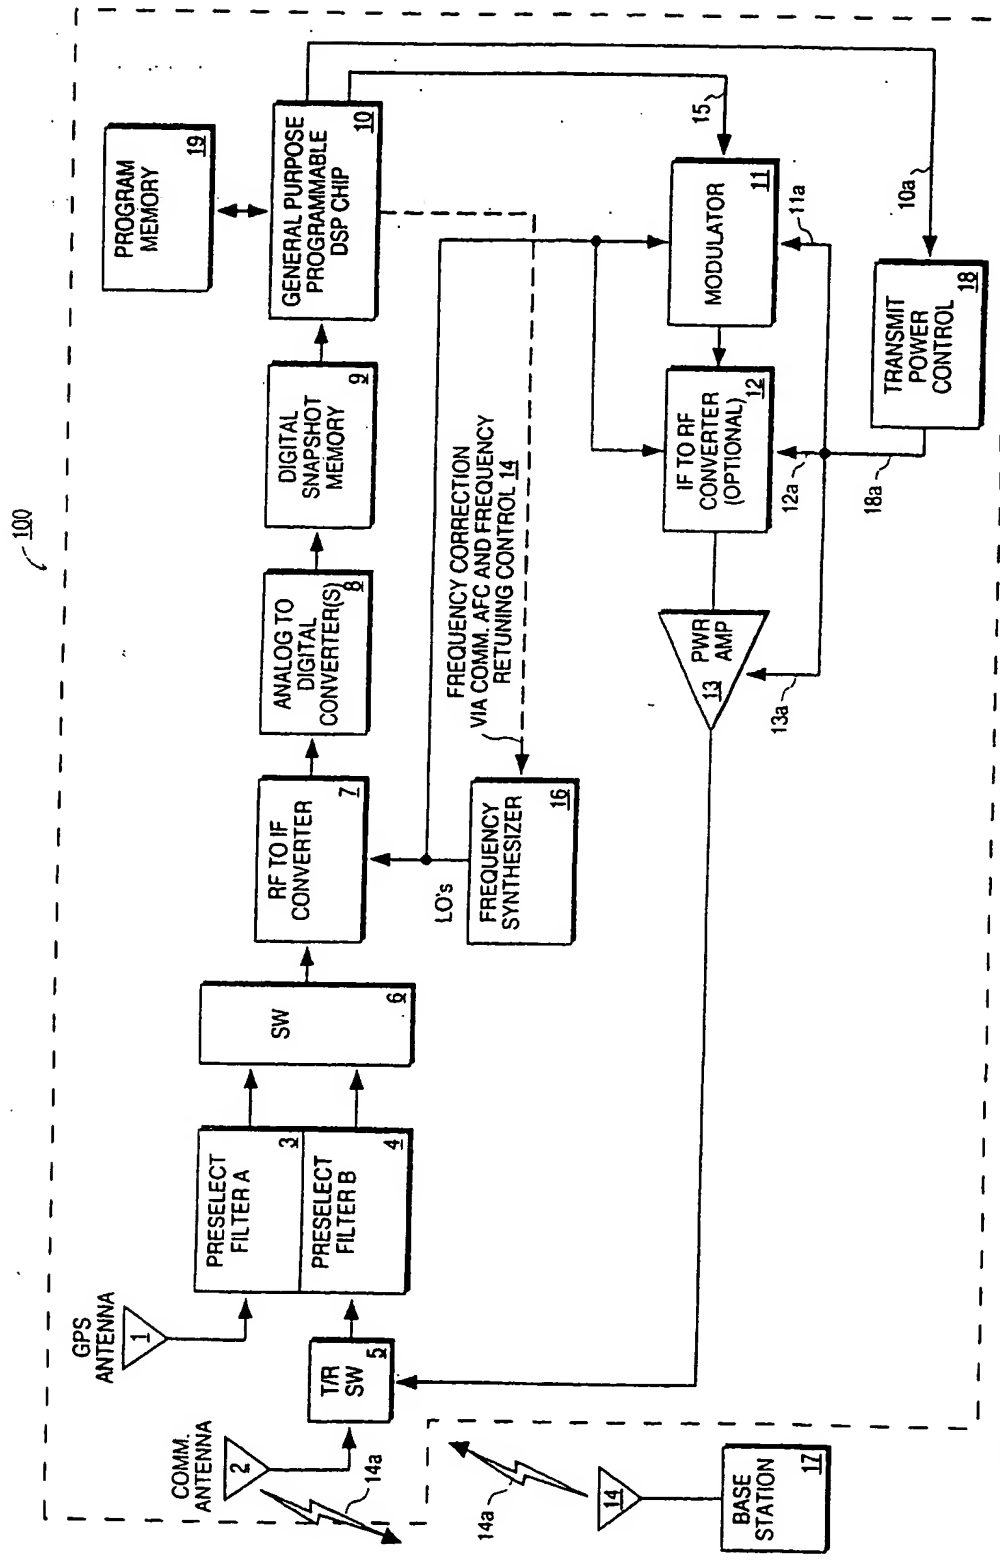 100
GPS
ANTENNA
1
COMM.
ANTENNA
2
14a
T/R
SW
5
PRESELECT
FILTER A
3
PRESELECT
FILTER B
4
SW
6
RF TO IF
CONVERTER
7
ANALOG TO
DIGITAL
CONVERTER(S)
8
DIGITAL
SNAPSHOT
MEMORY
9
GENERAL PURPOSE
PROGRAMMABLE
DSP CHIP
10
PROGRAM
MEMORY
19
LO's
FREQUENCY
SYNTHESIZER
16
FREQUENCY CORRECTION
VIA COMM. AFC AND FREQUENCY
RETUNING CONTROL 14
PWR
AMP
13
13a
IF TO RF
CONVERTER
(OPTIONAL)
12
12a
MODULATOR
11
11a
15
10a
TRANSMIT
POWER
CONTROL
18
18a
14a
14
BASE
STATION
17